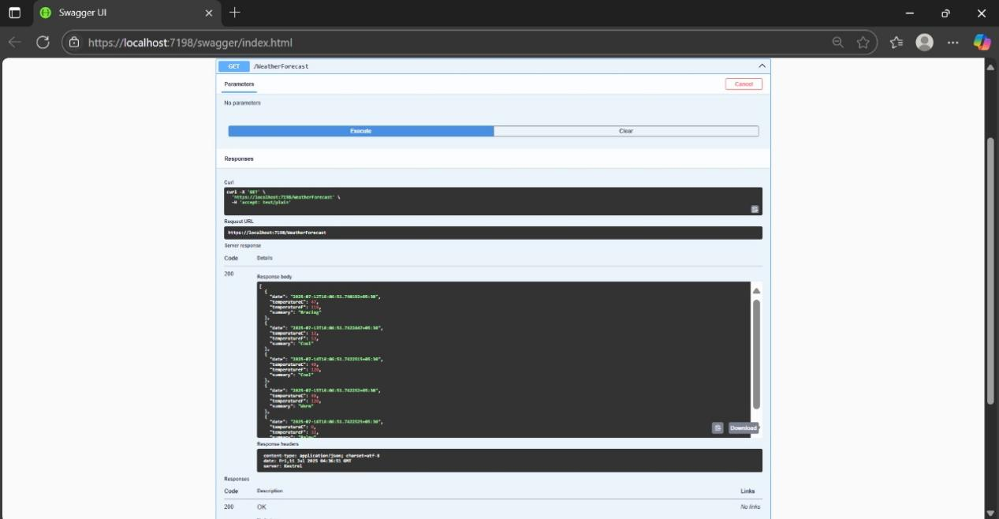 Swagger UI
https://localhost:7198/swagger/index.html
GET /WeatherForecast
Parameters
Cancel
No parameters
Execute
Clear
Responses
Curl
curl -X 'GET' \
'https://localhost:7198/WeatherForecast' \
-H 'accept: text/plain'
Request URL
https://localhost:7198/WeatherForecast
Server response
Code Details
200
Response body
[
{
"date": "2025-07-12T10:06:51.740192+05:30",
"temperatureC": 47,
"temperatureF": 116,
"summary": "Bracing"
},
{
"date": "2025-07-13T10:06:51.7422447+05:30",
"temperatureC": 12,
"temperatureF": 53,
"summary": "Cool"
},
{
"date": "2025-07-14T10:06:51.7422515+05:30",
"temperatureC": 49,
"temperatureF": 120,
"summary": "Cool"
},
{
"date": "2025-07-15T10:06:51.742252+05:30",
"temperatureC": 49,
"temperatureF": 120,
"summary": "Warm"
},
{
"date": "2025-07-16T10:06:51.7422525+05:30",
"temperatureC": 0,
"temperatureF": 32,
"summary": "Balmy"
Download
Response headers
content-type: application/json; charset=utf-8
date: Fri,11 Jul 2025 04:36:51 GMT
server: Kestrel
Responses
Code Description Links
200 OK No links